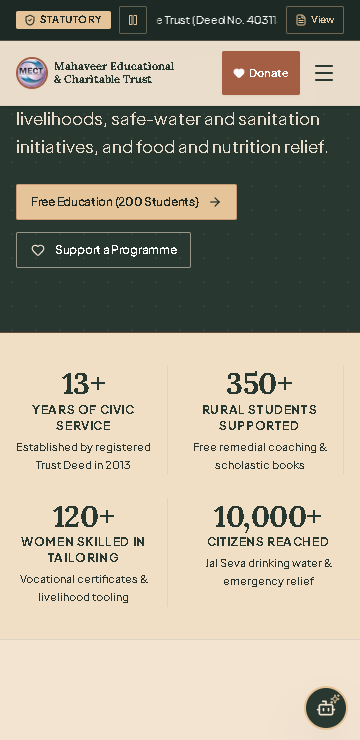 STATUTORY
e Trust (Deed No. 40311
View
MECT
Mahaveer Educational
& Charitable Trust
Donate
livelihoods, safe-water and sanitation
initiatives, and food and nutrition relief.
Free Education (200 Students)
Support a Programme
13+
YEARS OF CIVIC
SERVICE
Established by registered
Trust Deed in 2013
350+
RURAL STUDENTS
SUPPORTED
Free remedial coaching &
scholastic books
120+
WOMEN SKILLED IN
TAILORING
Vocational certificates &
livelihood tooling
10,000+
CITIZENS REACHED
Jal Seva drinking water &
emergency relief